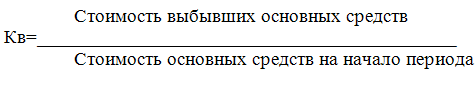 Стоимость выбывших основных средств
Кв=
Стоимость основных средств на начало периода